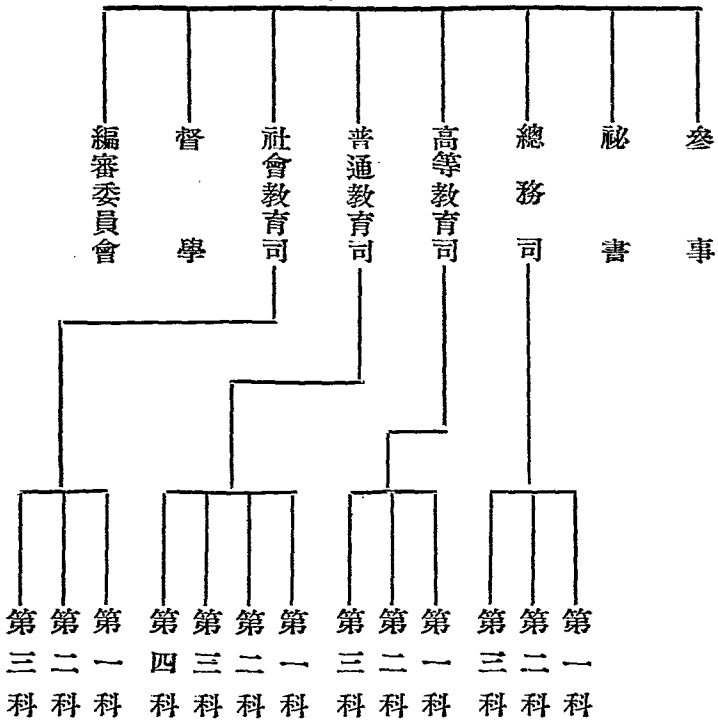 參事
祕書
總務司
高等教育司
普通教育司
社會教育司
督學
編審委員會
第一科
第二科
第三科
第一科
第二科
第三科
第一科
第二科
第三科
第四科
第一科
第二科
第三科